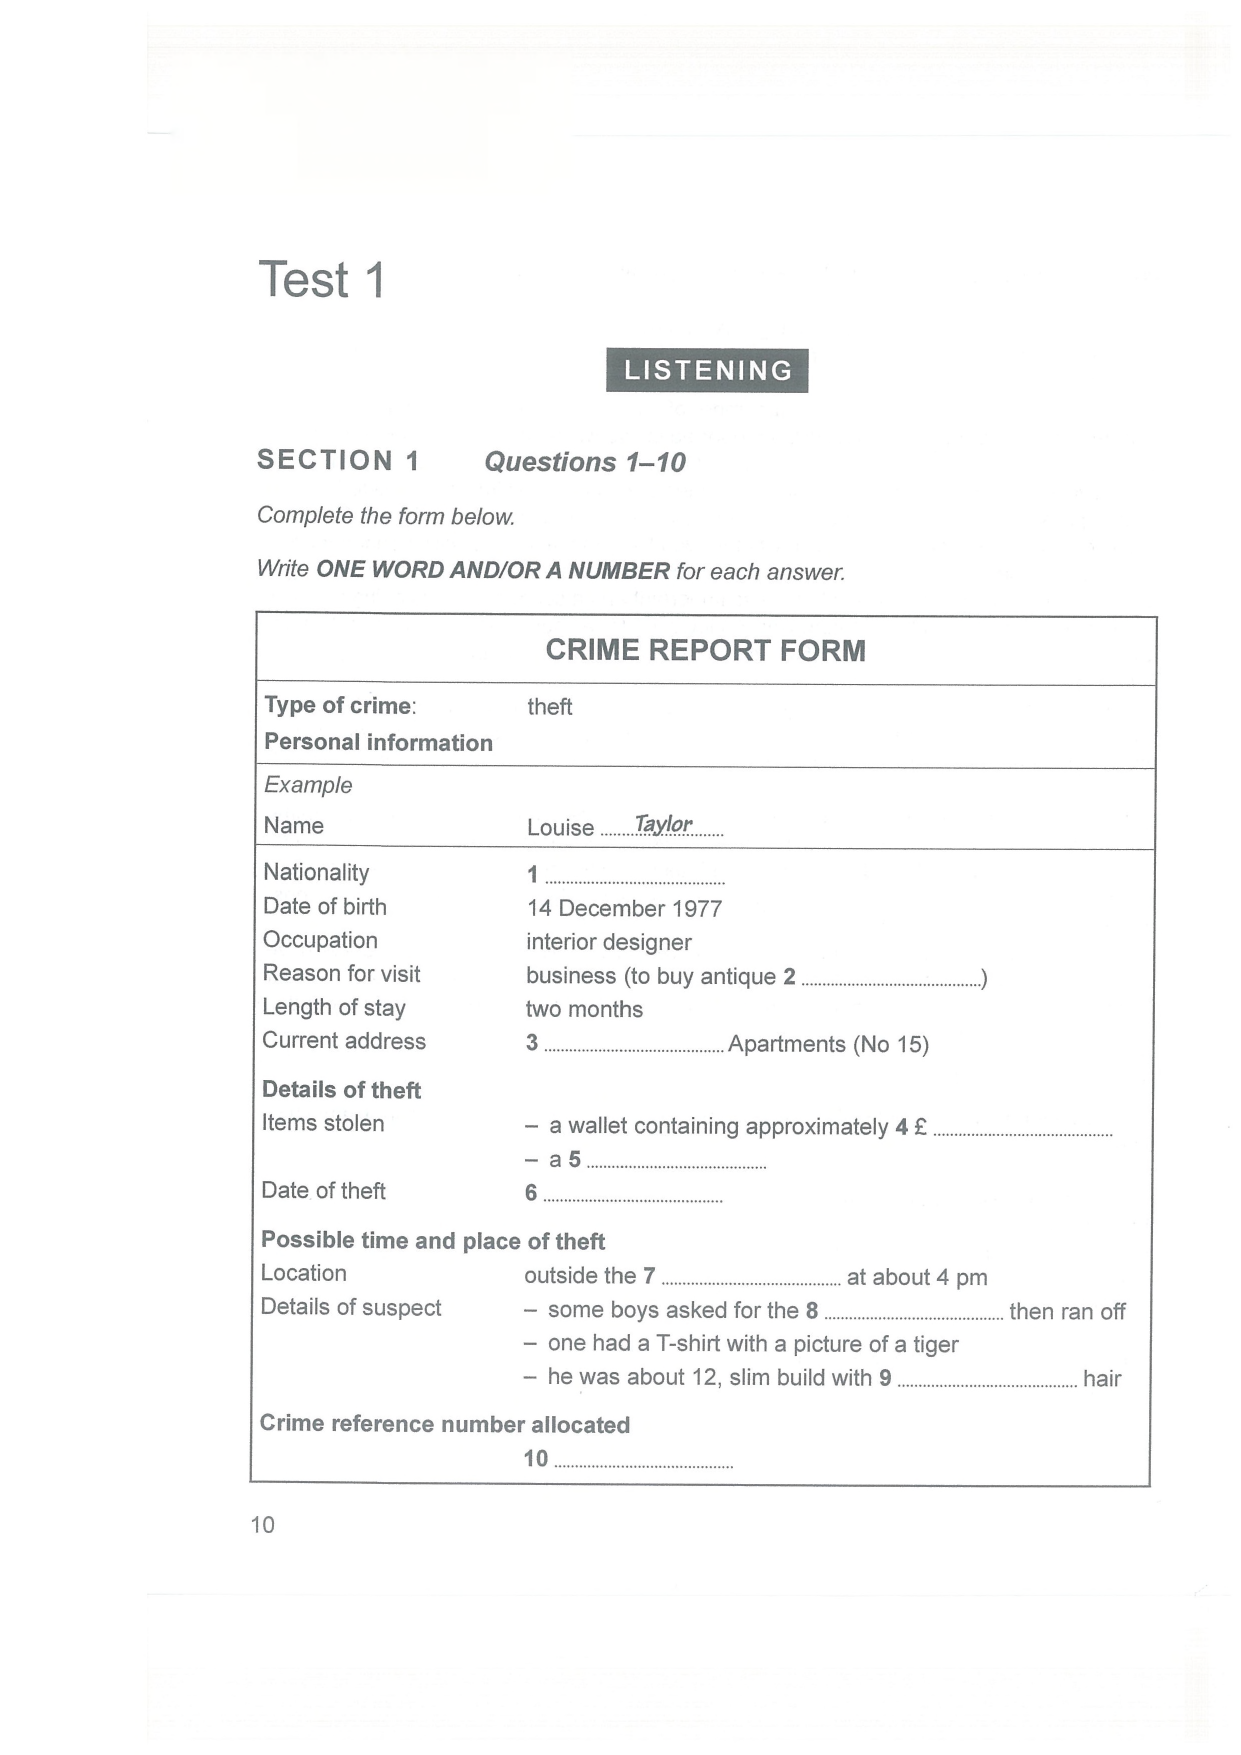 Test 1
LISTENING
SECTION 1 Questions 1–10
Complete the form below.
Write ONE WORD AND/OR A NUMBER for each answer.
CRIME REPORT FORM
Type of crime: theft
Personal information
Example
Name Louise ........Taylor.......
Nationality 1 ...........................................
Date of birth 14 December 1977
Occupation interior designer
Reason for visit business (to buy antique 2 ...........................................)
Length of stay two months
Current address 3 ........................................... Apartments (No 15)
Details of theft
Items stolen – a wallet containing approximately 4 £ ...........................................
– a 5 ...........................................
Date of theft 6 ...........................................
Possible time and place of theft
Location outside the 7 ........................................... at about 4 pm
Details of suspect – some boys asked for the 8 ........................................... then ran off
– one had a T-shirt with a picture of a tiger
– he was about 12, slim build with 9 ........................................... hair
Crime reference number allocated
10 ...........................................
10